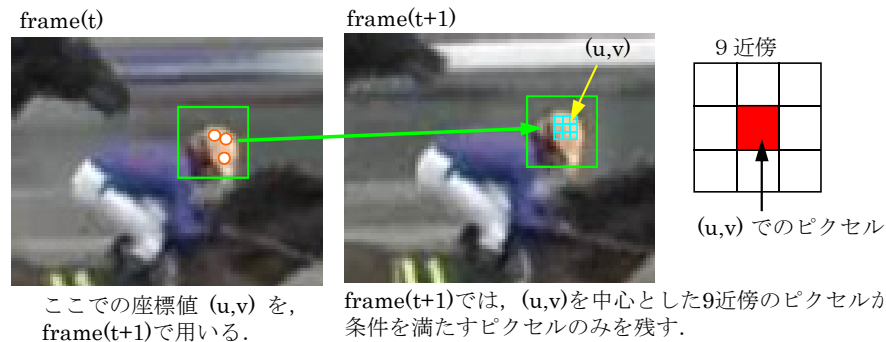 frame(t)
frame(t+1)
(u,v)
9 近傍
(u,v) でのピクセル
ここでの座標値 (u,v) を，
frame(t+1)で用いる．
frame(t+1)では，(u,v)を中心とした9近傍のピクセルか
条件を満たすピクセルのみを残す．